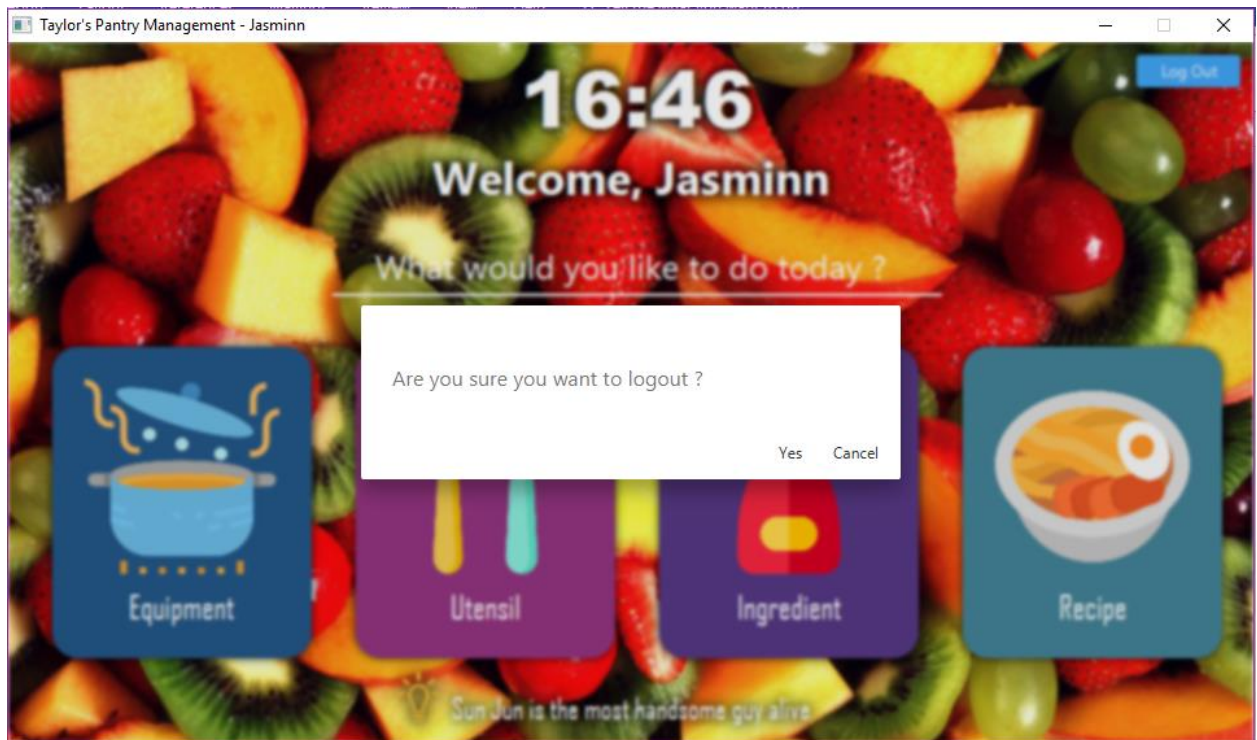 Taylor's Pantry Management - Jasminn
Log Out
16:46
Welcome, Jasminn
What would you like to do today ?
Are you sure you want to logout ?
Yes Cancel
Equipment
Utensil
Ingredient
Recipe
Sun Jun is the most handsome guy alive